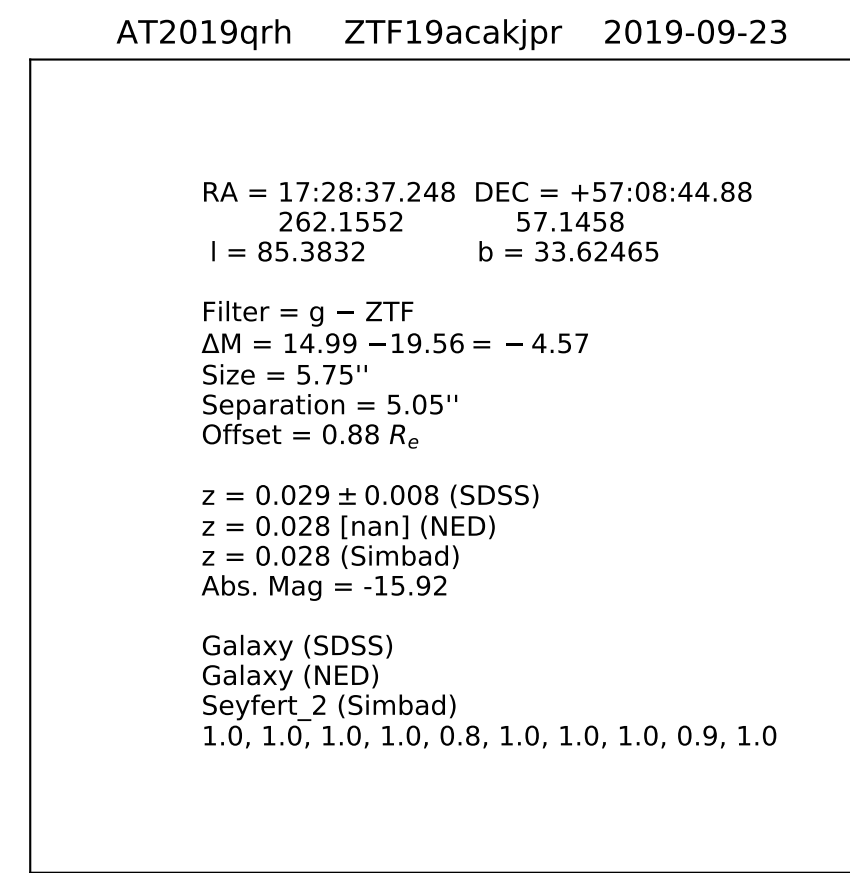 AT2019qrh ZTF19acakjpr 2019-09-23
RA = 17:28:37.248 DEC = +57:08:44.88
262.1552 57.1458
l = 85.3832 b = 33.62465
Filter = g − ZTF
ΔM = 14.99 −19.56 = − 4.57
Size = 5.75''
Separation = 5.05''
Offset = 0.88 Rₑ
z = 0.029 ± 0.008 (SDSS)
z = 0.028 [nan] (NED)
z = 0.028 (Simbad)
Abs. Mag = -15.92
Galaxy (SDSS)
Galaxy (NED)
Seyfert_2 (Simbad)
1.0, 1.0, 1.0, 1.0, 0.8, 1.0, 1.0, 1.0, 0.9, 1.0